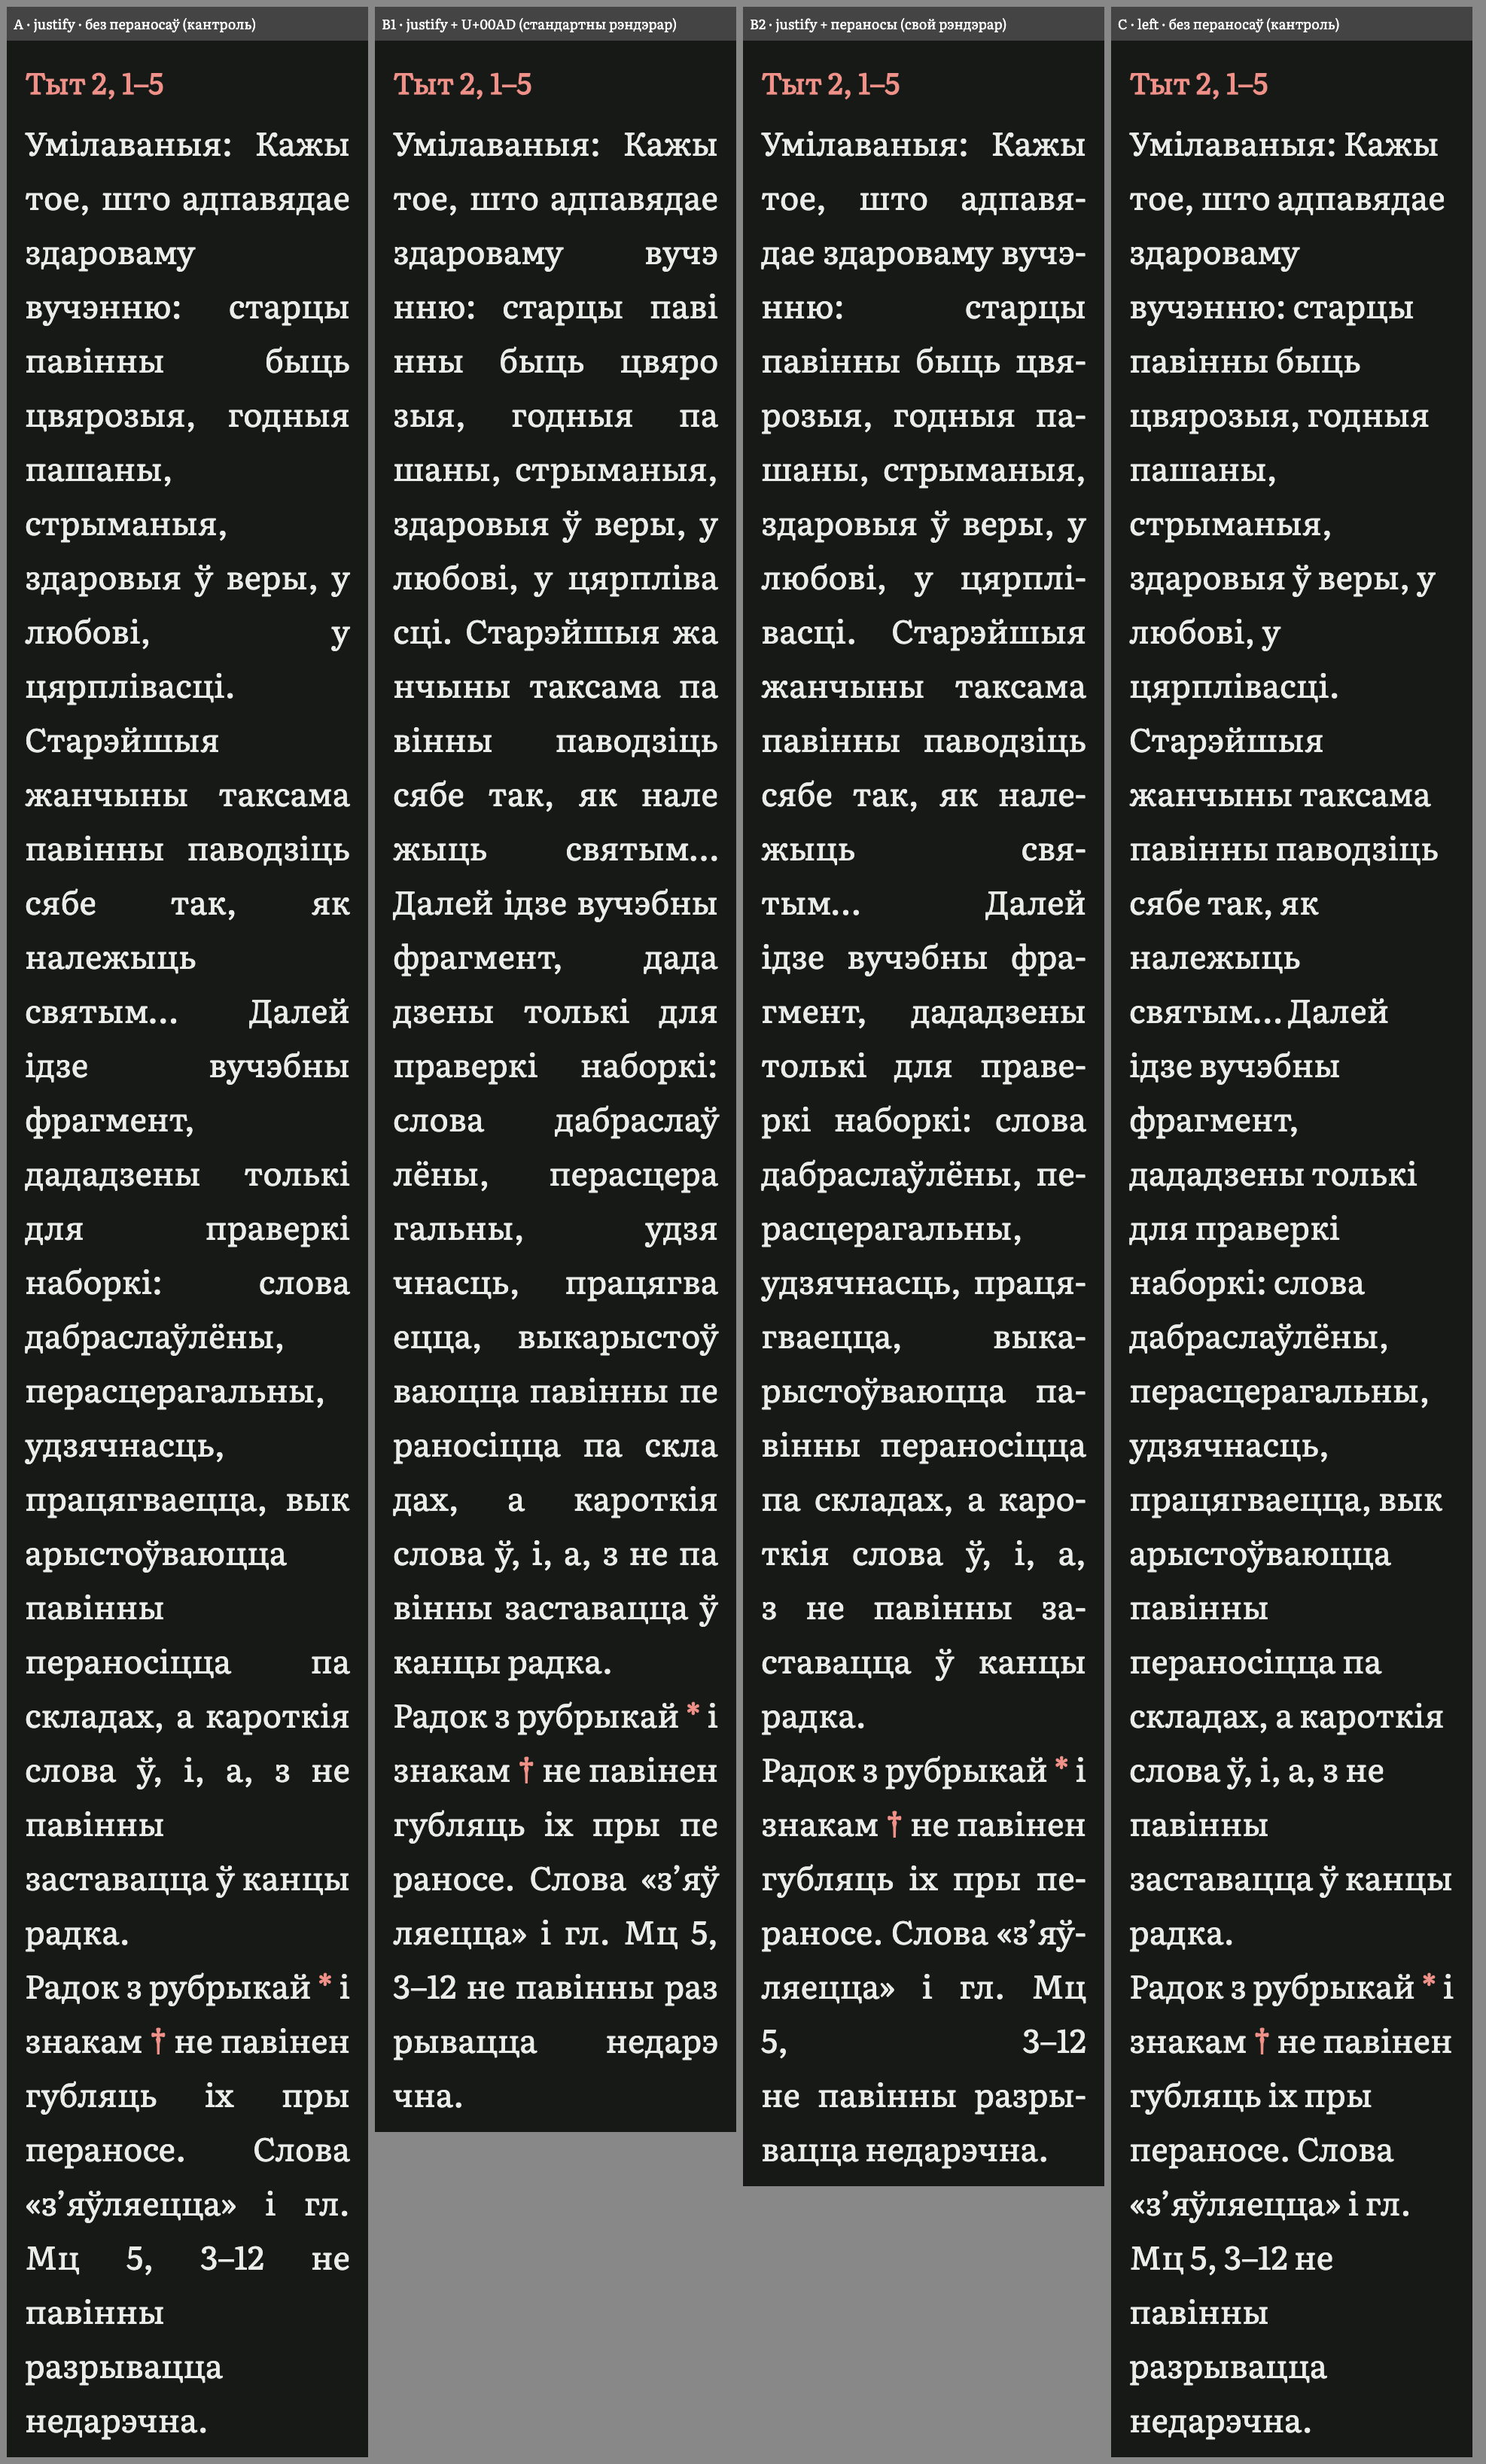 A · justify · без пераносаў (кантроль)
Тыт 2, 1–5
Умілаваныя: Кажы
тое, што адпавядае
здароваму
вучэнню: старцы
павінны быць
цвярозыя, годныя
пашаны,
стрыманыя,
здаровыя ў веры, у
любові, у
цярплівасці.
Старэйшыя
жанчыны таксама
павінны паводзіць
сябе так, як
належыць
святым... Далей
ідзе вучэбны
фрагмент,
дададзены толькі
для праверкі
наборкі: слова
дабраслаўлёны,
перасцерагальны,
удзячнасць,
працягваецца, вык
арыстоўваюцца
павінны
пераносіцца па
складах, а кароткія
слова ў, і, а, з не
павінны
заставацца ў канцы
радка.
Радок з рубрыкай * і
знакам † не павінен
губляць іх пры
пераносе. Слова
«з’яўляецца» і гл.
Мц 5, 3–12 не
павінны
разрывацца
недарэчна.
B1 · justify + U+00AD (стандартны рэндэрар)
Тыт 2, 1–5
Умілаваныя: Кажы
тое, што адпавядае
здароваму вучэ
нню: старцы паві
нны быць цвяро
зыя, годныя па
шаны, стрыманыя,
здаровыя ў веры, у
любові, у цярпліва
сці. Старэйшыя жа
нчыны таксама па
вінны паводзіць
сябе так, як нале
жыць святым...
Далей ідзе вучэбны
фрагмент, дада
дзены толькі для
праверкі наборкі:
слова дабраслаў
лёны, перасцера
гальны, удзя
чнасць, працягва
ецца, выкарыстоў
ваюцца павінны пе
раносіцца па скла
дах, а кароткія
слова ў, і, а, з не па
вінны заставацца ў
канцы радка.
Радок з рубрыкай * і
знакам † не павінен
губляць іх пры пе
раносе. Слова «з’яў
ляецца» і гл. Мц 5,
3–12 не павінны раз
рывацца недарэ
чна.
B2 · justify + пераносы (свой рэндэрар)
Тыт 2, 1–5
Умілаваныя: Кажы
тое, што адпавя-
дае здароваму вучэ-
нню: старцы
павінны быць цвя-
розыя, годныя па-
шаны, стрыманыя,
здаровыя ў веры, у
любові, у цярплі-
васці. Старэйшыя
жанчыны таксама
павінны паводзіць
сябе так, як нале-
жыць свя-
тым... Далей
ідзе вучэбны фра-
гмент, дададзены
толькі для праве-
ркі наборкі: слова
дабраслаўлёны, пе-
расцерагальны,
удзячнасць, праця-
гваецца, выка-
рыстоўваюцца па-
вінны пераносіцца
па складах, а каро-
ткія слова ў, і, а,
з не павінны за-
ставацца ў канцы
радка.
Радок з рубрыкай * і
знакам † не павінен
губляць іх пры пе-
раносе. Слова «з’яў-
ляецца» і гл. Мц
5, 3–12
не павінны разры-
вацца недарэчна.
C · left · без пераносаў (кантроль)
Тыт 2, 1–5
Умілаваныя: Кажы
тое, што адпавядае
здароваму
вучэнню: старцы
павінны быць
цвярозыя, годныя
пашаны,
стрыманыя,
здаровыя ў веры, у
любові, у
цярплівасці.
Старэйшыя
жанчыны таксама
павінны паводзіць
сябе так, як
належыць
святым... Далей
ідзе вучэбны
фрагмент,
дададзены толькі
для праверкі
наборкі: слова
дабраслаўлёны,
перасцерагальны,
удзячнасць,
працягваецца, вык
арыстоўваюцца
павінны
пераносіцца па
складах, а кароткія
слова ў, і, а, з не
павінны
заставацца ў канцы
радка.
Радок з рубрыкай * і
знакам † не павінен
губляць іх пры
пераносе. Слова
«з’яўляецца» і гл.
Мц 5, 3–12 не
павінны
разрывацца
недарэчна.